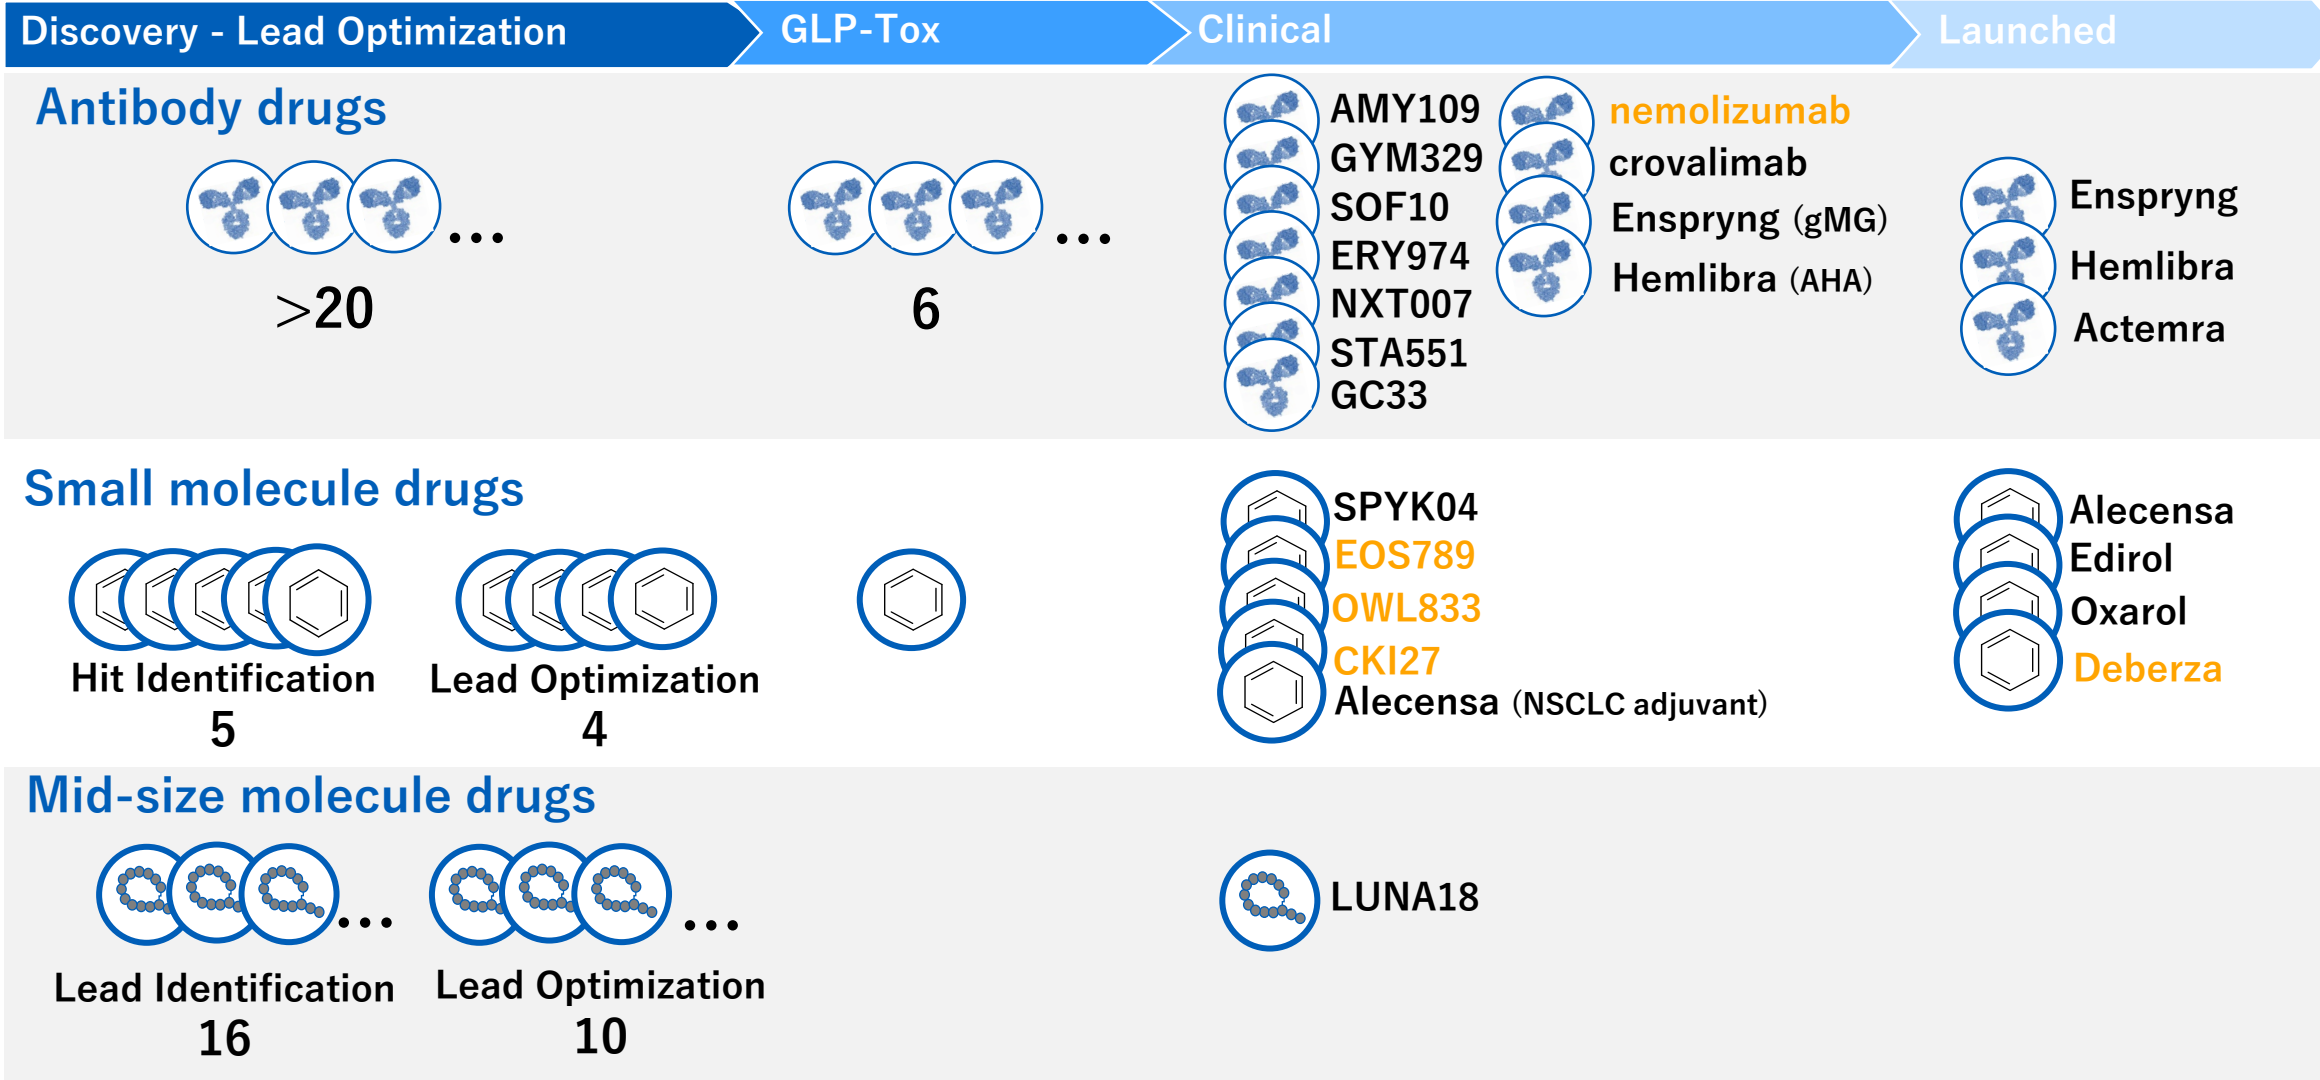 Discovery - Lead Optimization
GLP-Tox
Clinical
Launched
Antibody drugs
...
>20
...
6
AMY109
GYM329
SOF10
ERY974
NXT007
STA551
GC33
nemolizumab
crovalimab
Enspryng (gMG)
Hemlibra (AHA)
Enspryng
Hemlibra
Actemra
Small molecule drugs
Hit Identification
5
Lead Optimization
4
SPYK04
EOS789
OWL833
CKI27
Alecensa (NSCLC adjuvant)
Alecensa
Edirol
Oxarol
Deberza
Mid-size molecule drugs
...
Lead Identification
16
...
Lead Optimization
10
LUNA18